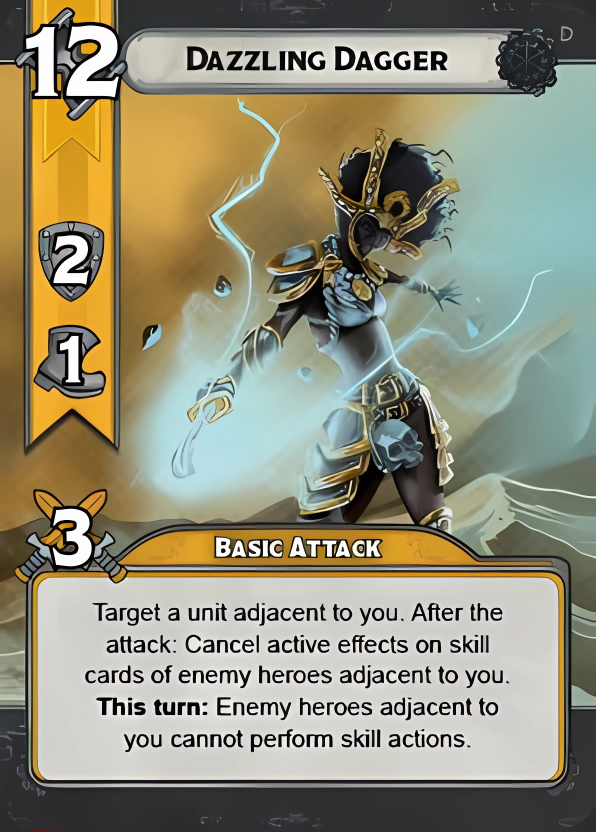 12
DAZZLING DAGGER
D
2
1
3
BASIC ATTACK
Target a unit adjacent to you. After the
attack: Cancel active effects on skill
cards of enemy heroes adjacent to you.
This turn: Enemy heroes adjacent to
you cannot perform skill actions.